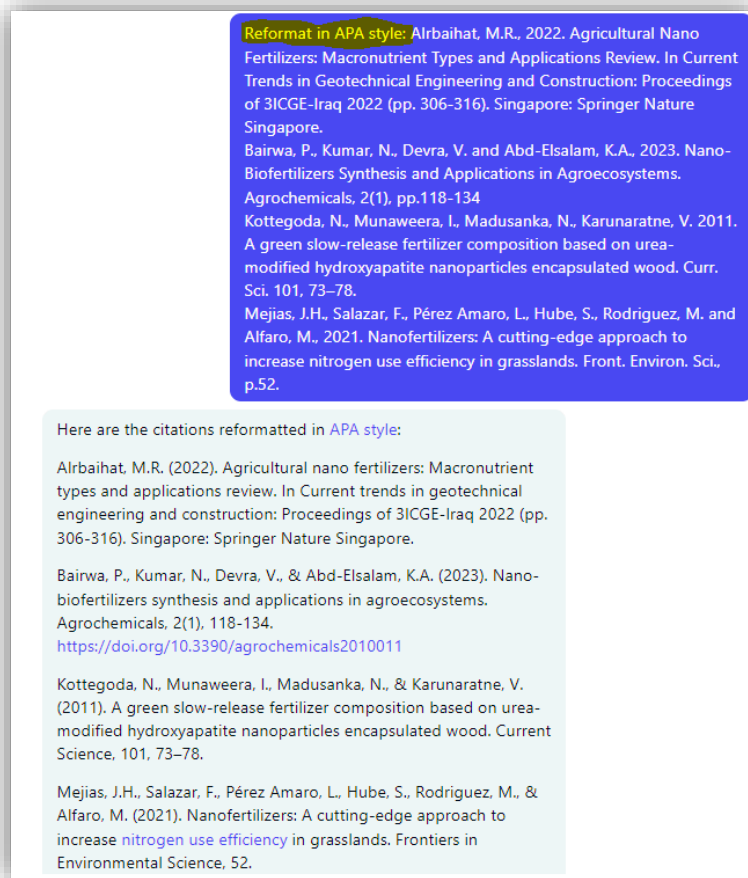 Reformat in APA style: Alrbaihat, M.R., 2022. Agricultural Nano
Fertilizers: Macronutrient Types and Applications Review. In Current
Trends in Geotechnical Engineering and Construction: Proceedings
of 3ICGE-Iraq 2022 (pp. 306-316). Singapore: Springer Nature
Singapore.
Bairwa, P., Kumar, N., Devra, V. and Abd-Elsalam, K.A., 2023. Nano-
Biofertilizers Synthesis and Applications in Agroecosystems.
Agrochemicals, 2(1), pp.118-134
Kottegoda, N., Munaweera, I., Madusanka, N., Karunaratne, V. 2011.
A green slow-release fertilizer composition based on urea-
modified hydroxyapatite nanoparticles encapsulated wood. Curr.
Sci. 101, 73–78.
Mejias, J.H., Salazar, F., Pérez Amaro, L., Hube, S., Rodriguez, M. and
Alfaro, M., 2021. Nanofertilizers: A cutting-edge approach to
increase nitrogen use efficiency in grasslands. Front. Environ. Sci.,
p.52.
Here are the citations reformatted in APA style:
Alrbaihat, M.R. (2022). Agricultural nano fertilizers: Macronutrient
types and applications review. In Current trends in geotechnical
engineering and construction: Proceedings of 3ICGE-Iraq 2022 (pp.
306-316). Singapore: Springer Nature Singapore.
Bairwa, P., Kumar, N., Devra, V., & Abd-Elsalam, K.A. (2023). Nano-
biofertilizers synthesis and applications in agroecosystems.
Agrochemicals, 2(1), 118-134.
https://doi.org/10.3390/agrochemicals2010011
Kottegoda, N., Munaweera, I., Madusanka, N., & Karunaratne, V.
(2011). A green slow-release fertilizer composition based on urea-
modified hydroxyapatite nanoparticles encapsulated wood. Current
Science, 101, 73–78.
Mejias, J.H., Salazar, F., Pérez Amaro, L., Hube, S., Rodriguez, M., &
Alfaro, M. (2021). Nanofertilizers: A cutting-edge approach to
increase nitrogen use efficiency in grasslands. Frontiers in
Environmental Science, 52.